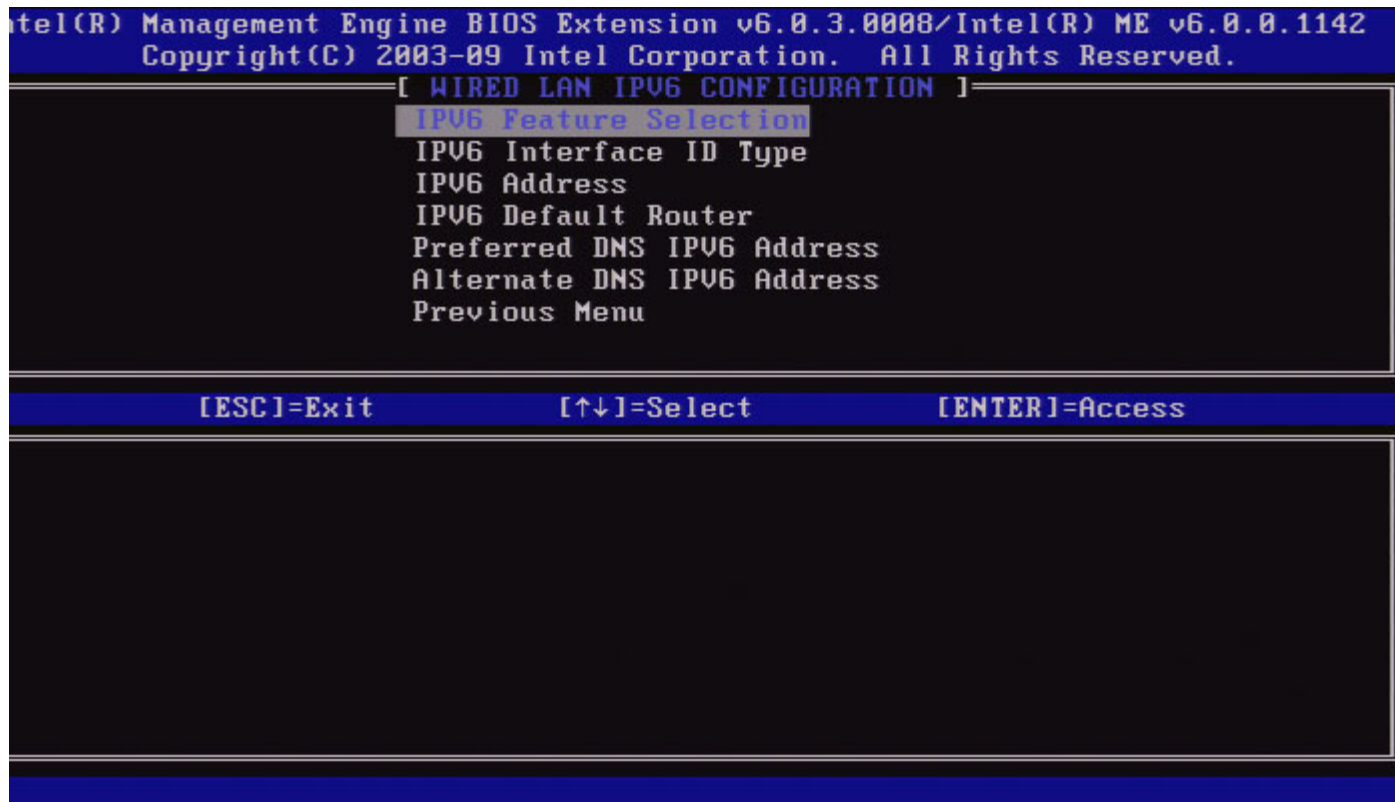 ntel(R) Management Engine BIOS Extension v6.0.3.0008/Intel(R) ME v6.0.0.1142
Copyright(C) 2003-09 Intel Corporation. All Rights Reserved.
[ WIRED LAN IPV6 CONFIGURATION ]
IPV6 Feature Selection
IPV6 Interface ID Type
IPV6 Address
IPV6 Default Router
Preferred DNS IPV6 Address
Alternate DNS IPV6 Address
Previous Menu
[ESC]=Exit [↑↓]=Select [ENTER]=Access